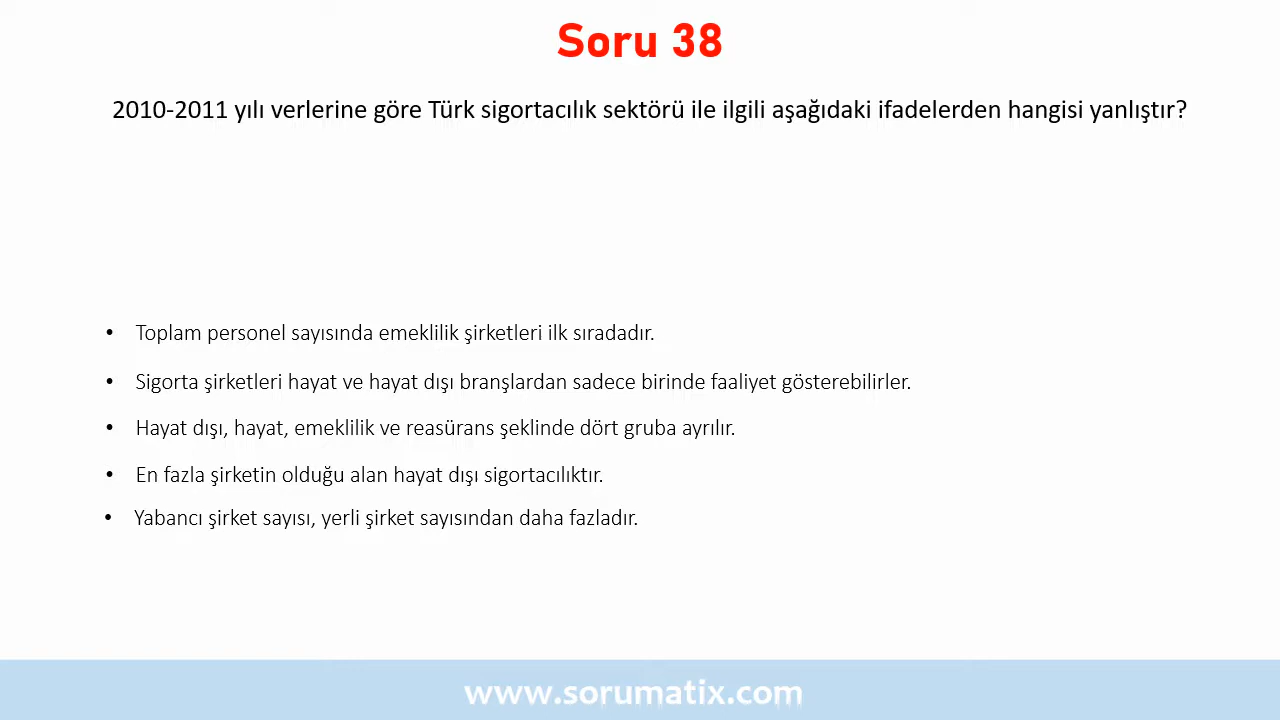 Soru 38
2010-2011 yılı verlerine göre Türk sigortacılık sektörü ile ilgili aşağıdaki ifadelerden hangisi yanlıştır?
• Toplam personel sayısında emeklilik şirketleri ilk sıradadır.
• Sigorta şirketleri hayat ve hayat dışı branşlardan sadece birinde faaliyet gösterebilirler.
• Hayat dışı, hayat, emeklilik ve reasürans şeklinde dört gruba ayrılır.
• En fazla şirketin olduğu alan hayat dışı sigortacılıktır.
• Yabancı şirket sayısı, yerli şirket sayısından daha fazladır.
www.sorumatix.com